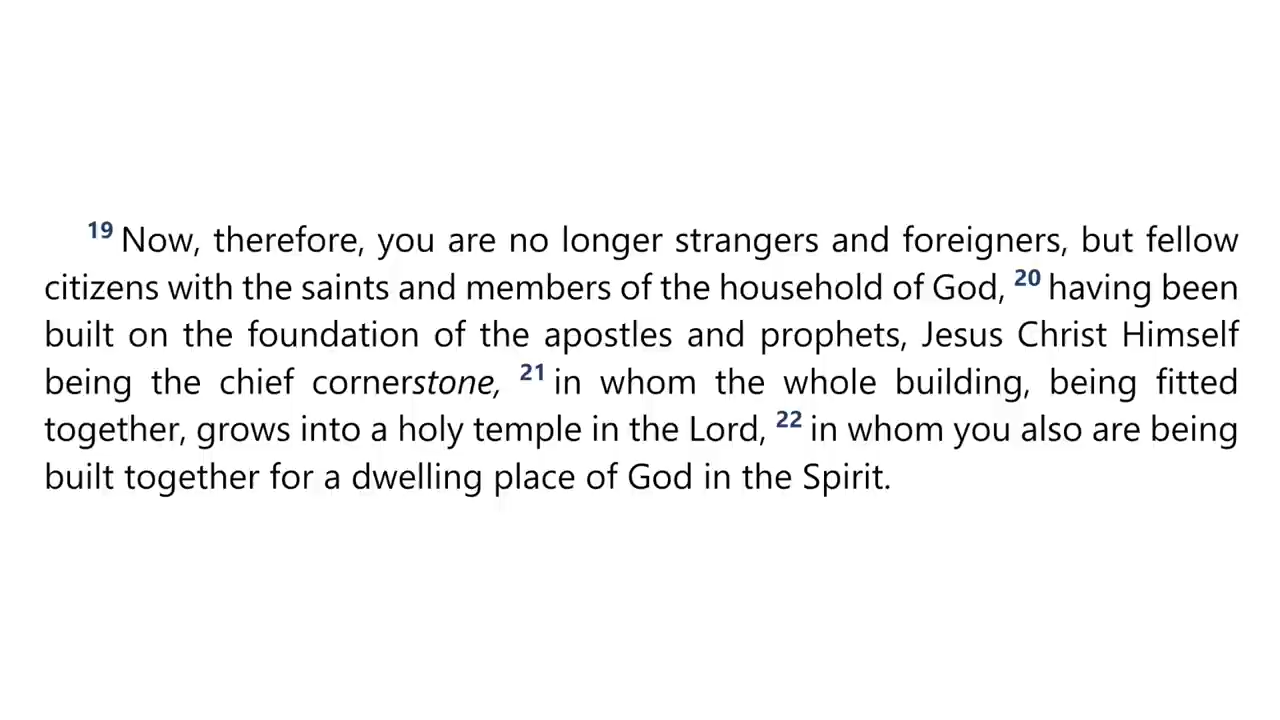 19 Now, therefore, you are no longer strangers and foreigners, but fellow
citizens with the saints and members of the household of God, 20 having been
built on the foundation of the apostles and prophets, Jesus Christ Himself
being the chief cornerstone, 21 in whom the whole building, being fitted
together, grows into a holy temple in the Lord, 22 in whom you also are being
built together for a dwelling place of God in the Spirit.